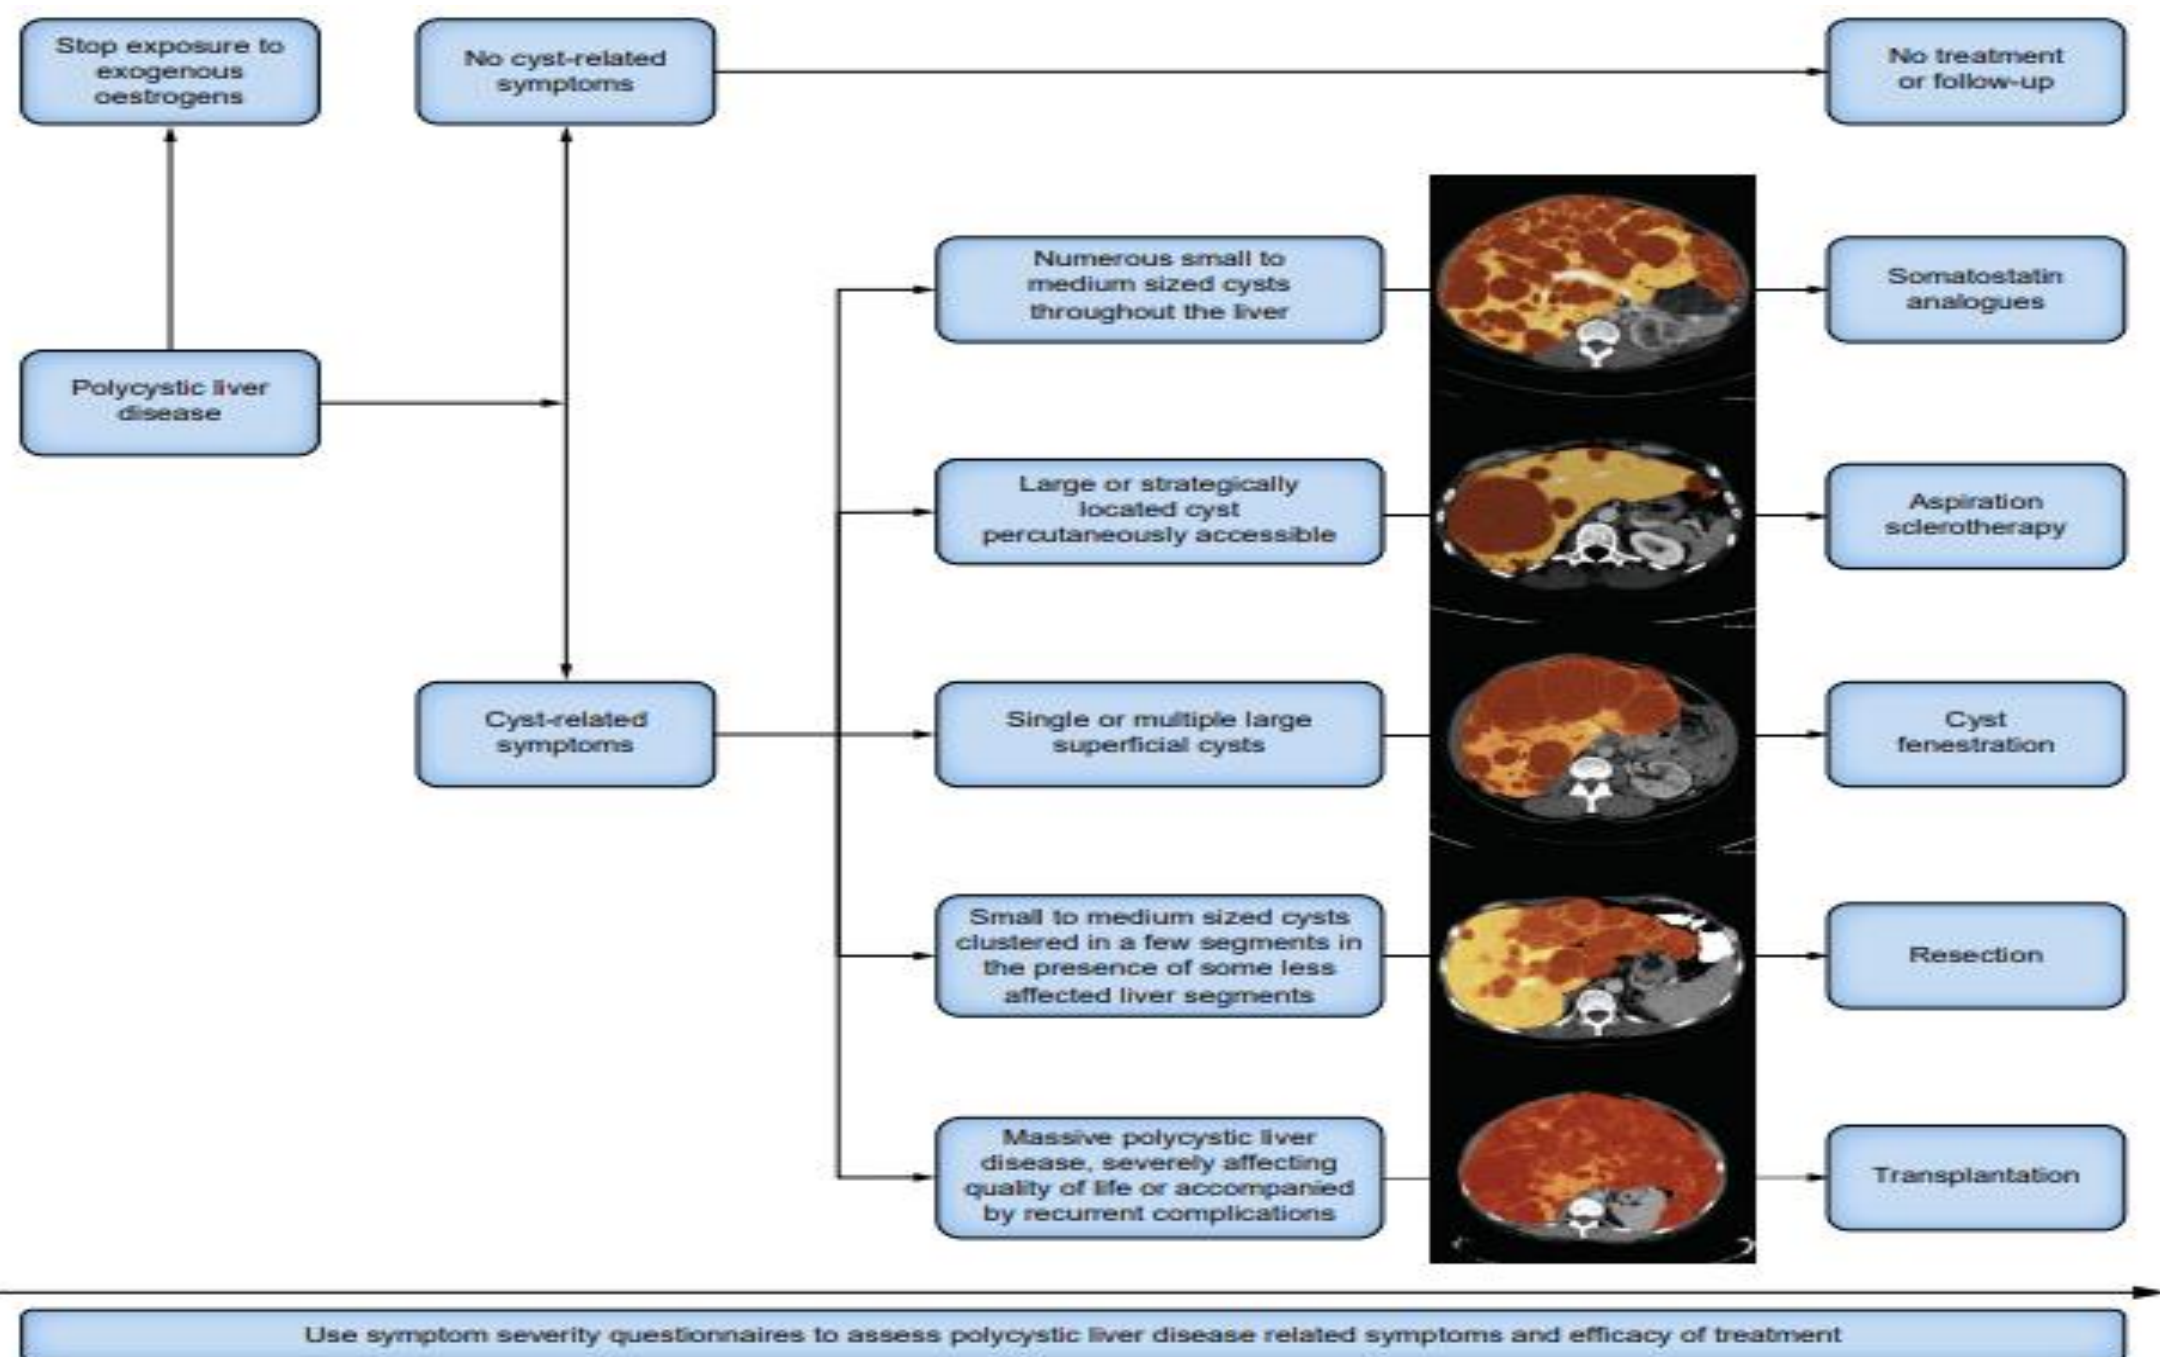 Stop exposure to
exogenous
oestrogens
No cyst-related
symptoms
No treatment
or follow-up
Numerous small to
medium sized cysts
throughout the liver
Somatostatin
analogues
Polycystic liver
disease
Large or strategically
located cyst
percutaneously accessible
Aspiration
sclerotherapy
Cyst-related
symptoms
Single or multiple large
superficial cysts
Cyst
fenestration
Small to medium sized cysts
clustered in a few segments in
the presence of some less
affected liver segments
Resection
Massive polycystic liver
disease, severely affecting
quality of life or accompanied
by recurrent complications
Transplantation
Use symptom severity questionnaires to assess polycystic liver disease related symptoms and efficacy of treatment